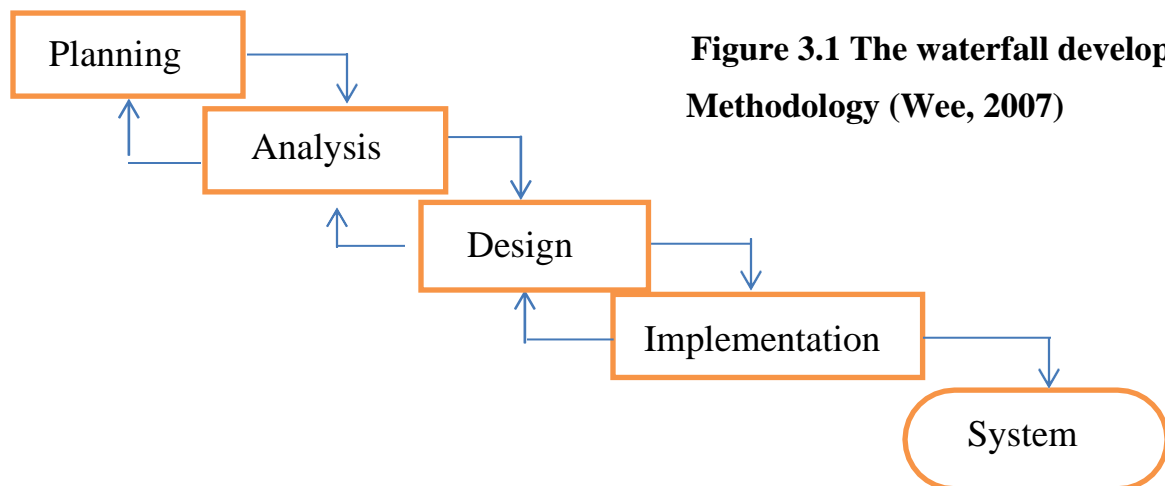 Planning
Figure 3.1 The waterfall develop
Methodology (Wee, 2007)
Analysis
Design
Implementation
System